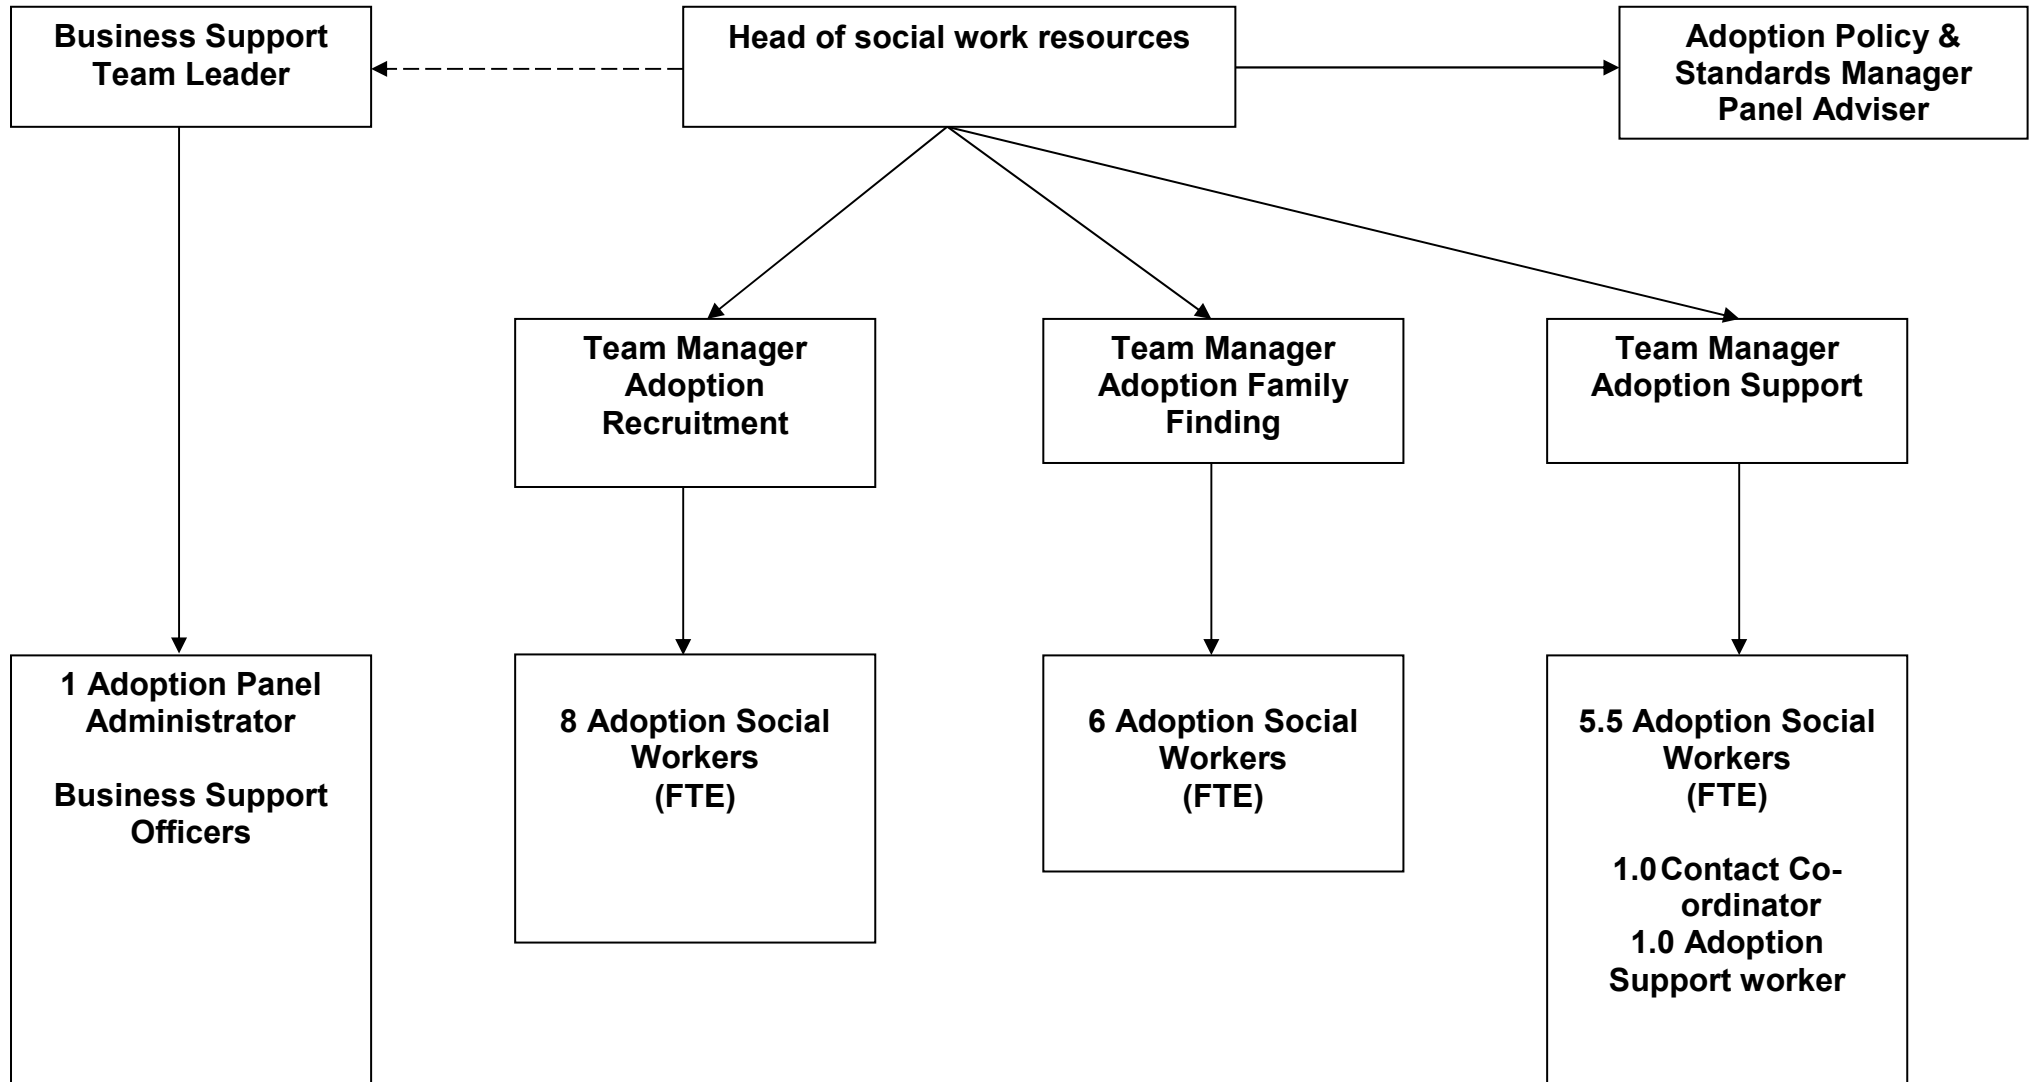 Business Support
Team Leader
Head of social work resources
Adoption Policy &
Standards Manager
Panel Adviser
Team Manager
Adoption
Recruitment
Team Manager
Adoption Family
Finding
Team Manager
Adoption Support
1 Adoption Panel
Administrator
Business Support
Officers
8 Adoption Social
Workers
(FTE)
6 Adoption Social
Workers
(FTE)
5.5 Adoption Social
Workers
(FTE)
1.0 Contact Co-
ordinator
1.0 Adoption
Support worker